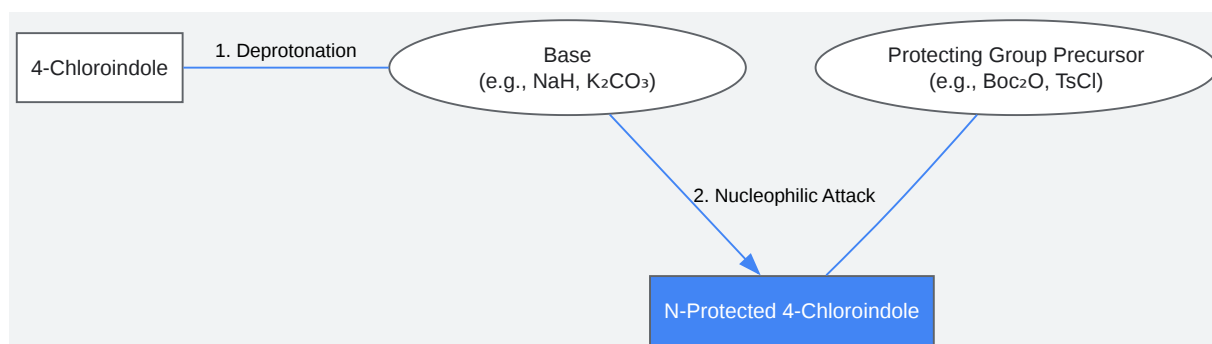 4-Chloroindole
1. Deprotonation
Base
(e.g., NaH, K₂CO₃)
Protecting Group Precursor
(e.g., Boc₂O, TsCl)
2. Nucleophilic Attack
N-Protected 4-Chloroindole